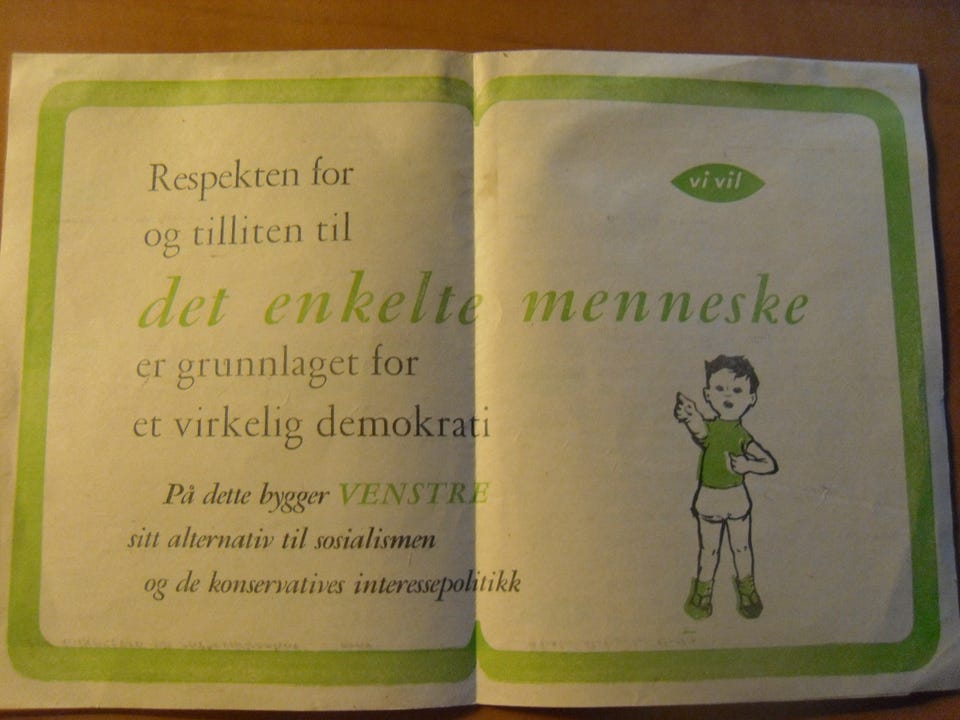 Respekten for
og tilliten til
det enkelte menneske
er grunnlaget for
et virkelig demokrati
På dette bygger VENSTRE
sitt alternativ til sosialismen
og de konservatives interessepolitikk
vi vil